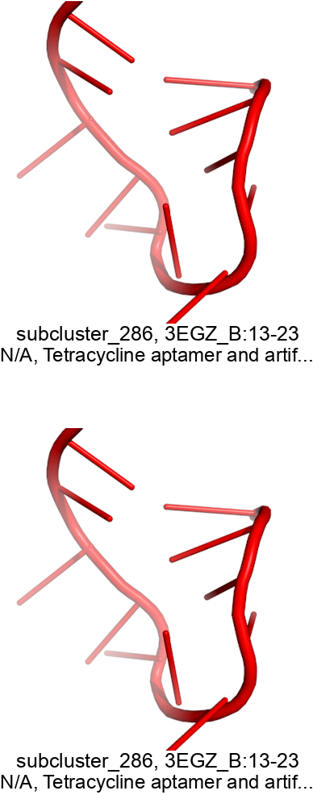 subcluster_286, 3EGZ_B:13-23
N/A, Tetracycline aptamer and artif...
subcluster_286, 3EGZ_B:13-23
N/A, Tetracycline aptamer and artif...